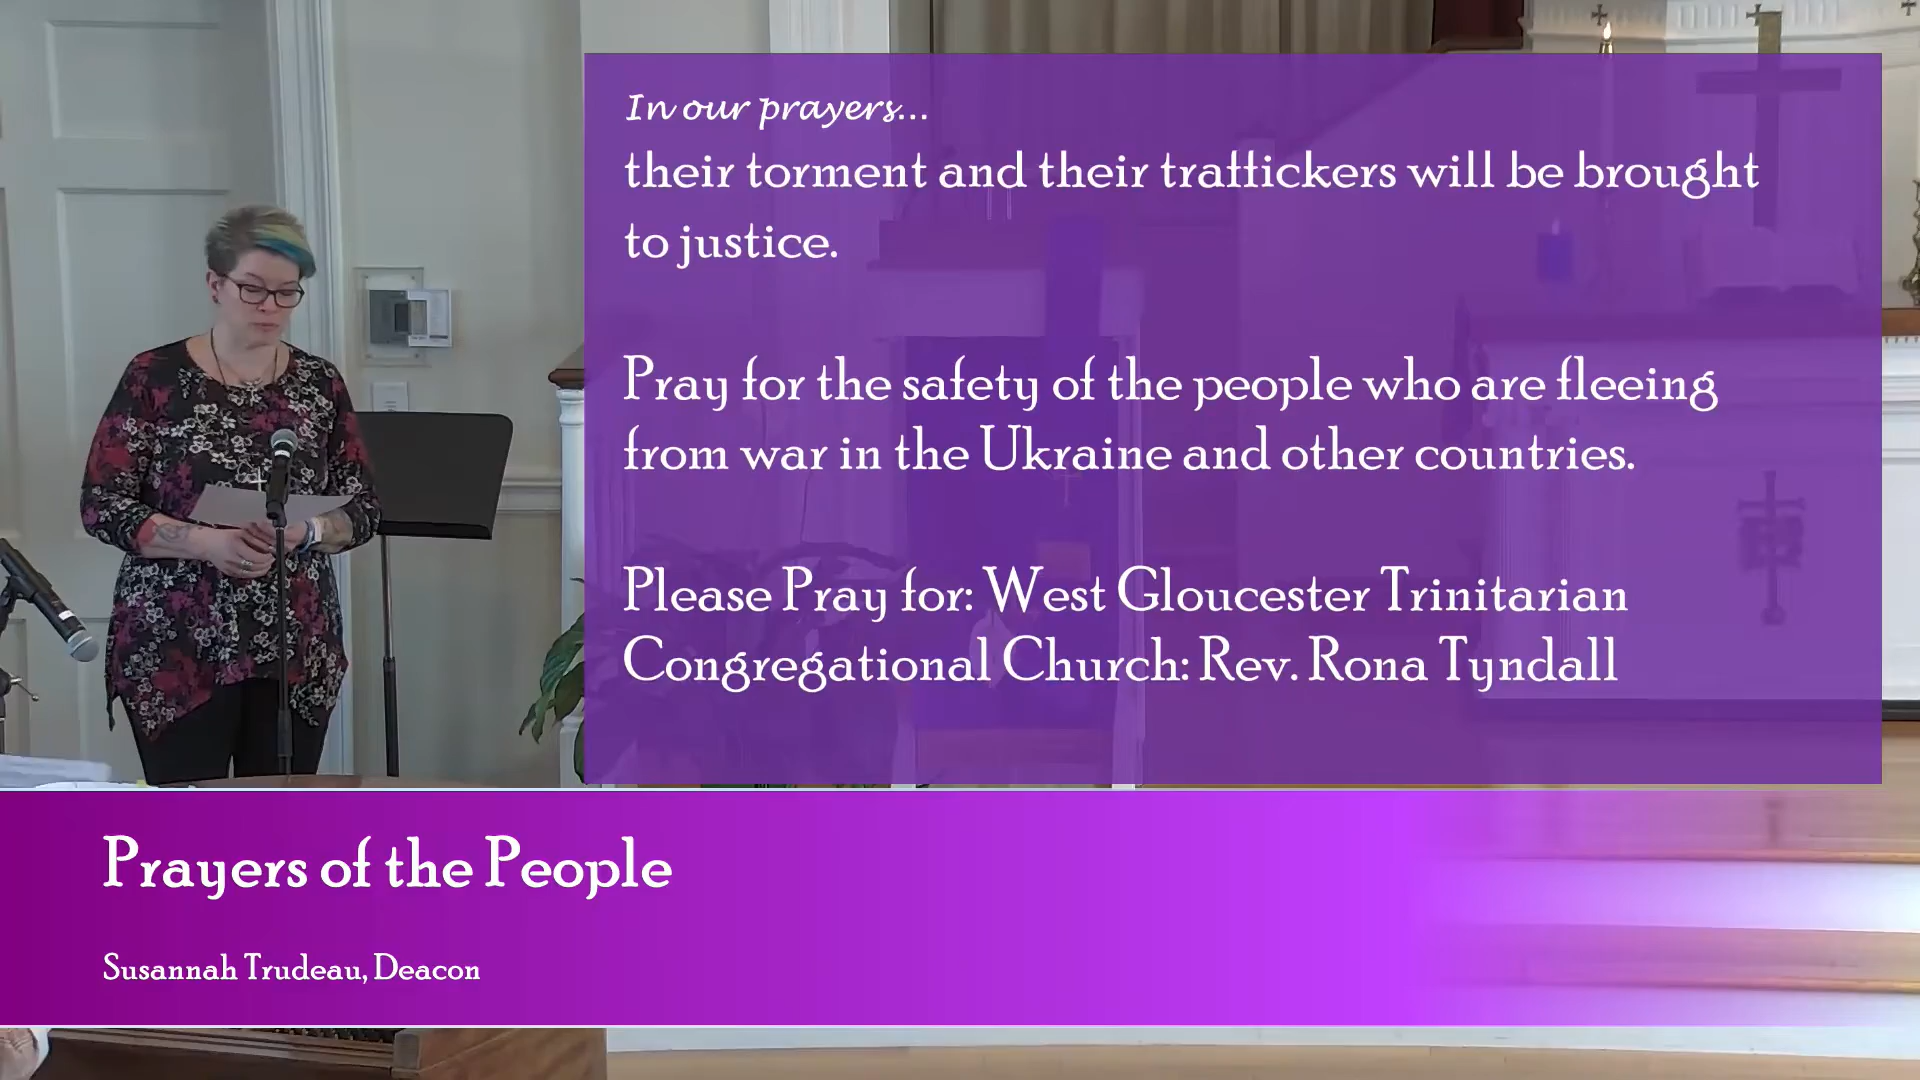 In our prayers...
their torment and their traffickers will be brought
to justice.
Pray for the safety of the people who are fleeing
from war in the Ukraine and other countries.
Please Pray for: West Gloucester Trinitarian
Congregational Church: Rev. Rona Tyndall
Prayers of the People
Susannah Trudeau, Deacon